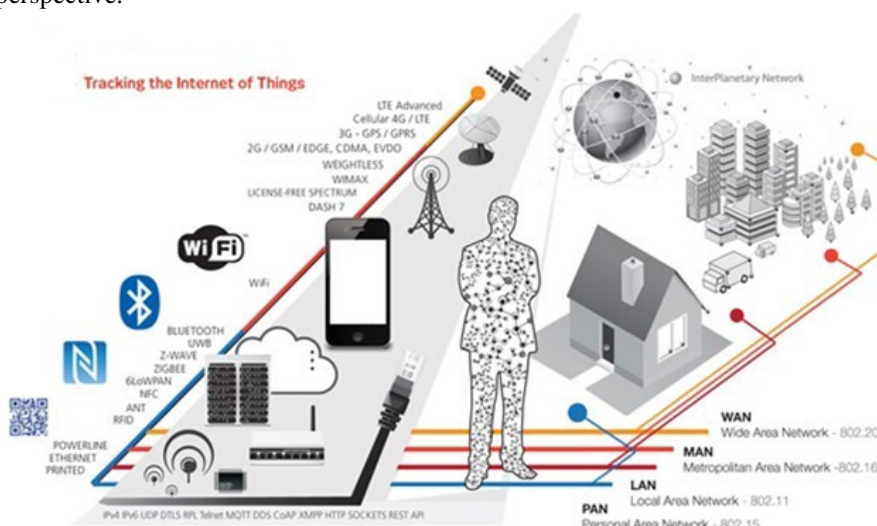 perspective.
Tracking the Internet of Things
InterPlanetary Network
LTE Advanced
Cellular 4G / LTE
3G - GPS / GPRS
2G / GSM / EDGE, CDMA, EVDO
WEIGHTLESS
WIMAX
LICENSE-FREE SPECTRUM
DASH 7
WiFi
WiFi
BLUETOOTH
UWB
Z-WAVE
ZIGBEE
6LoWPAN
NFC
ANT
RFID
POWERLINE
ETHERNET
PRINTED
WAN
Wide Area Network - 802.20
MAN
Metropolitan Area Network -802.16
LAN
Local Area Network - 802.11
PAN
Personal Area Network - 802.15
IPv4 IPv6 UDP DTLS RPL Telnet MQTT DDS CoAP XMPP HTTP SOCKETS REST API